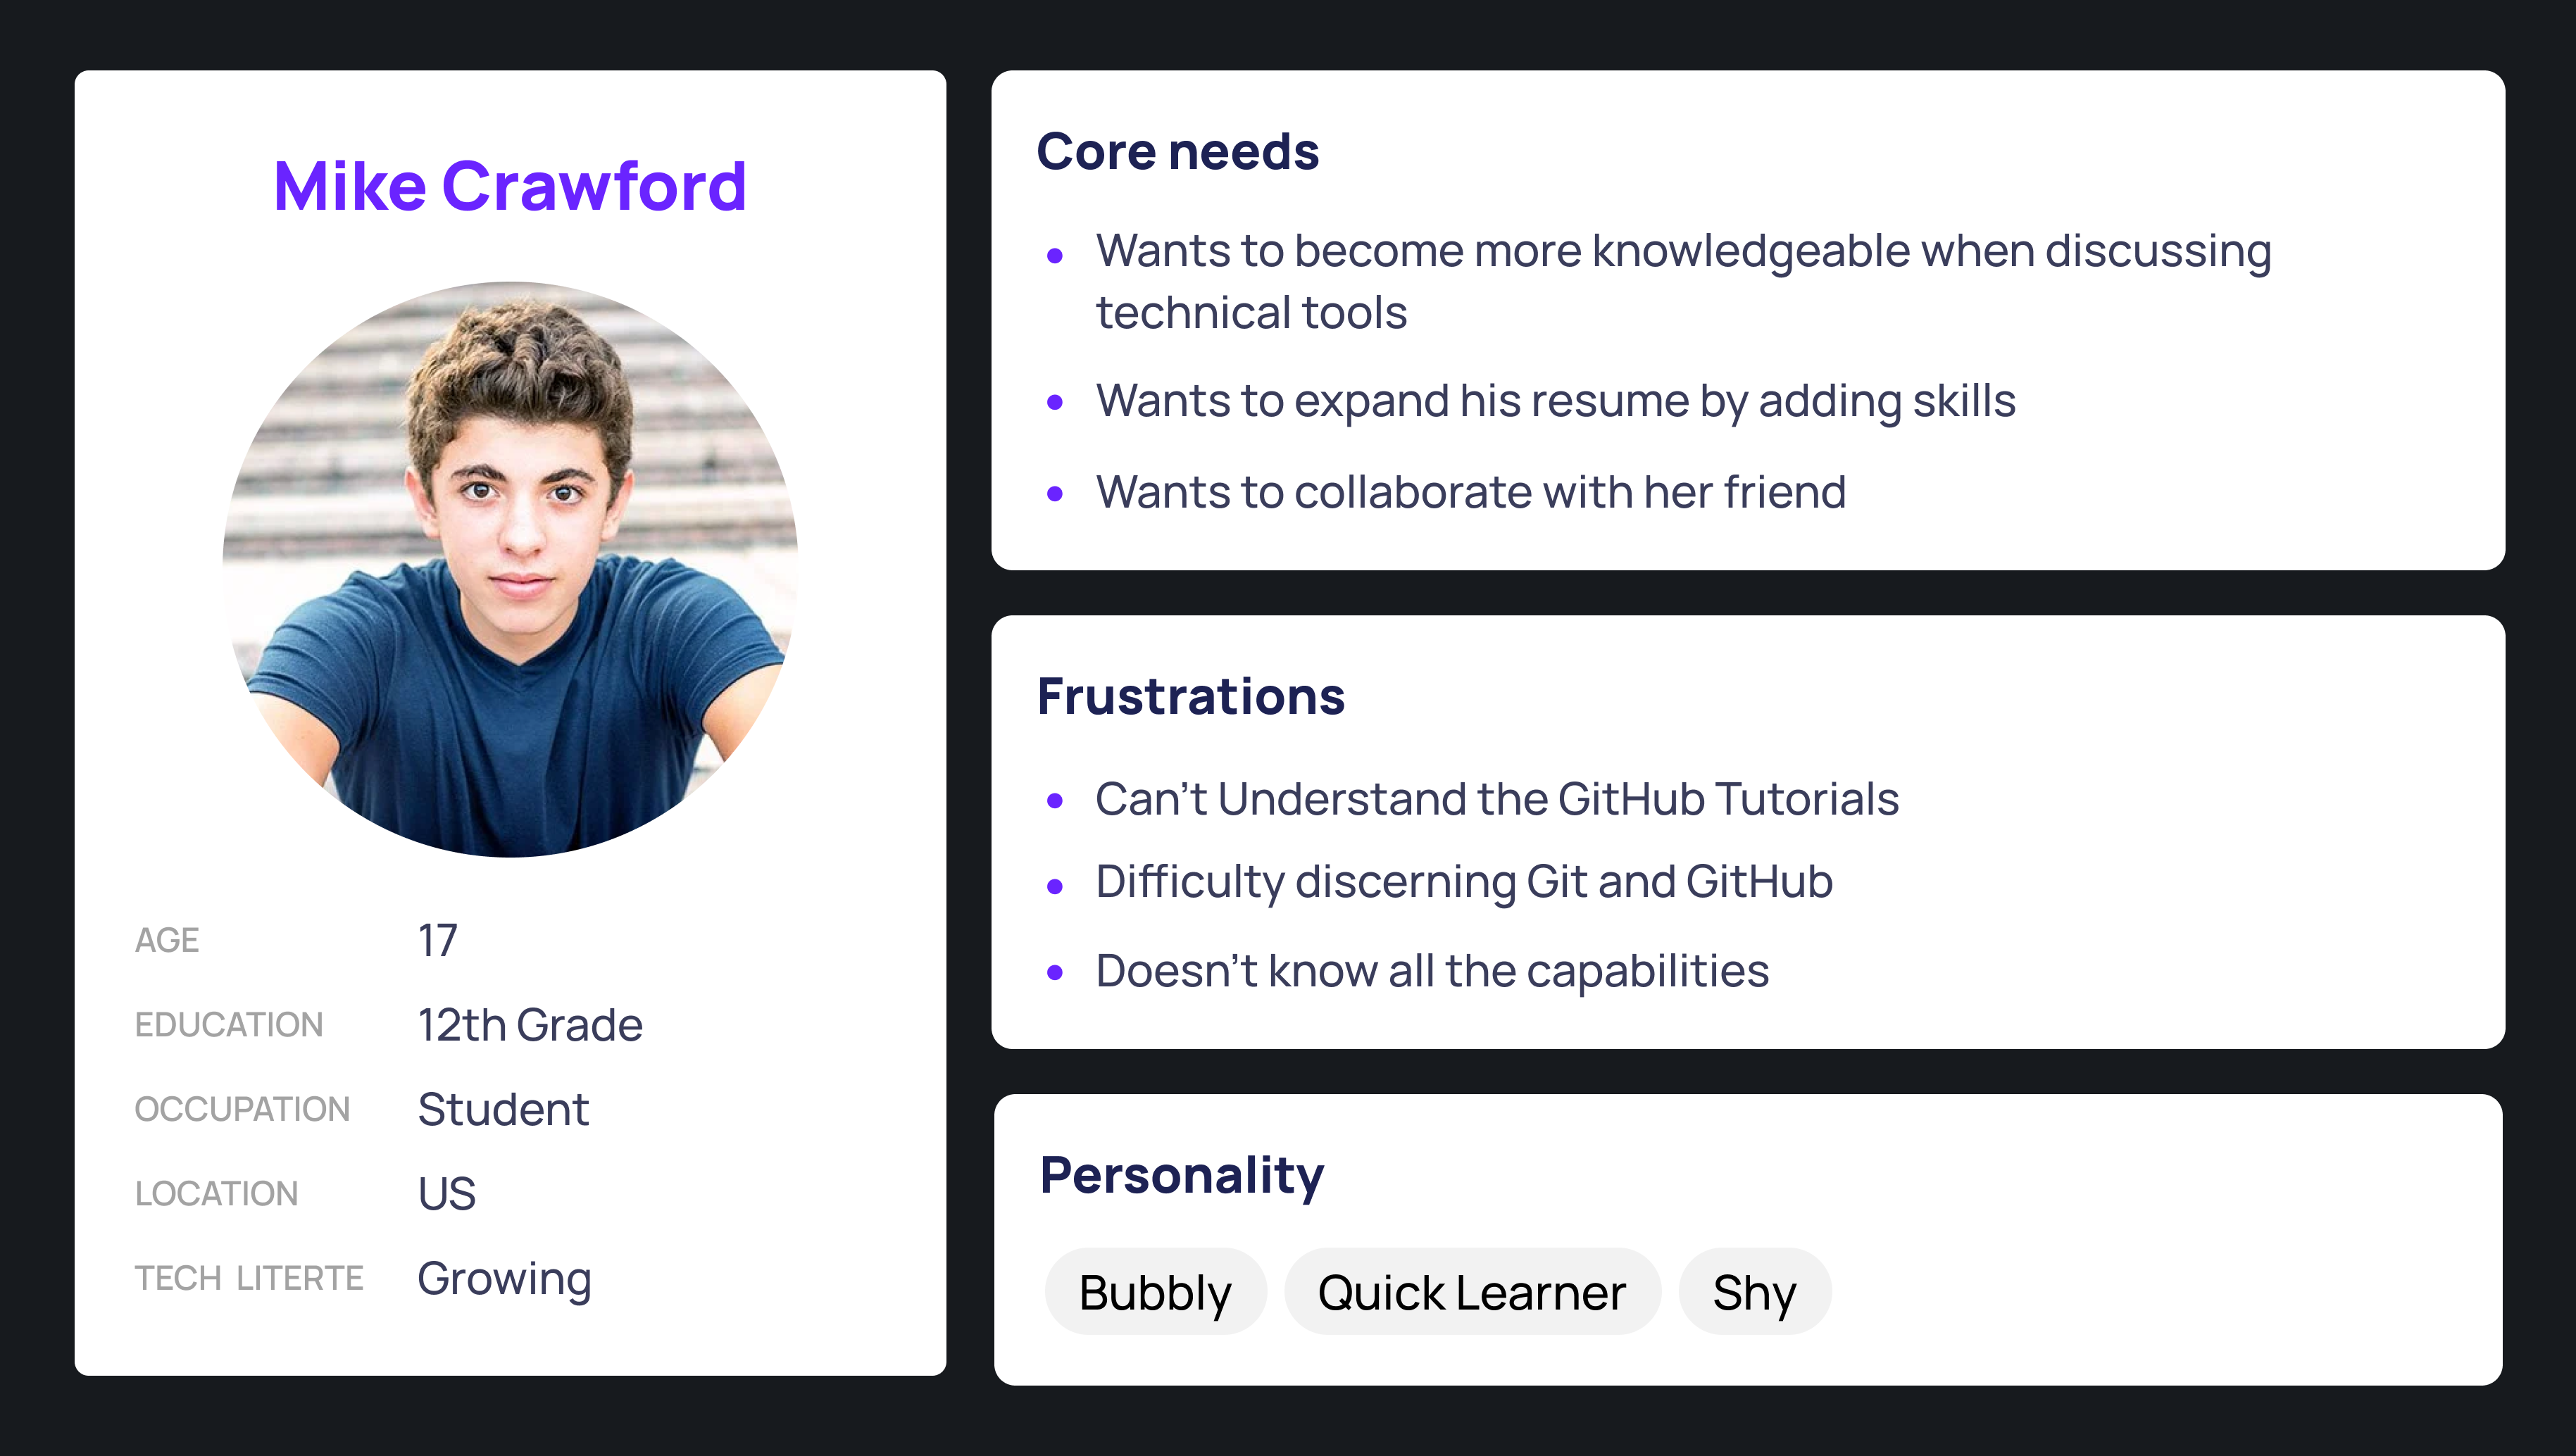 Mike Crawford
AGE 17
EDUCATION 12th Grade
OCCUPATION Student
LOCATION US
TECH LITERTE Growing
Core needs
Wants to become more knowledgeable when discussing
technical tools
Wants to expand his resume by adding skills
Wants to collaborate with her friend
Frustrations
Can't Understand the GitHub Tutorials
Difficulty discerning Git and GitHub
Doesn't know all the capabilities
Personality
Bubbly Quick Learner Shy